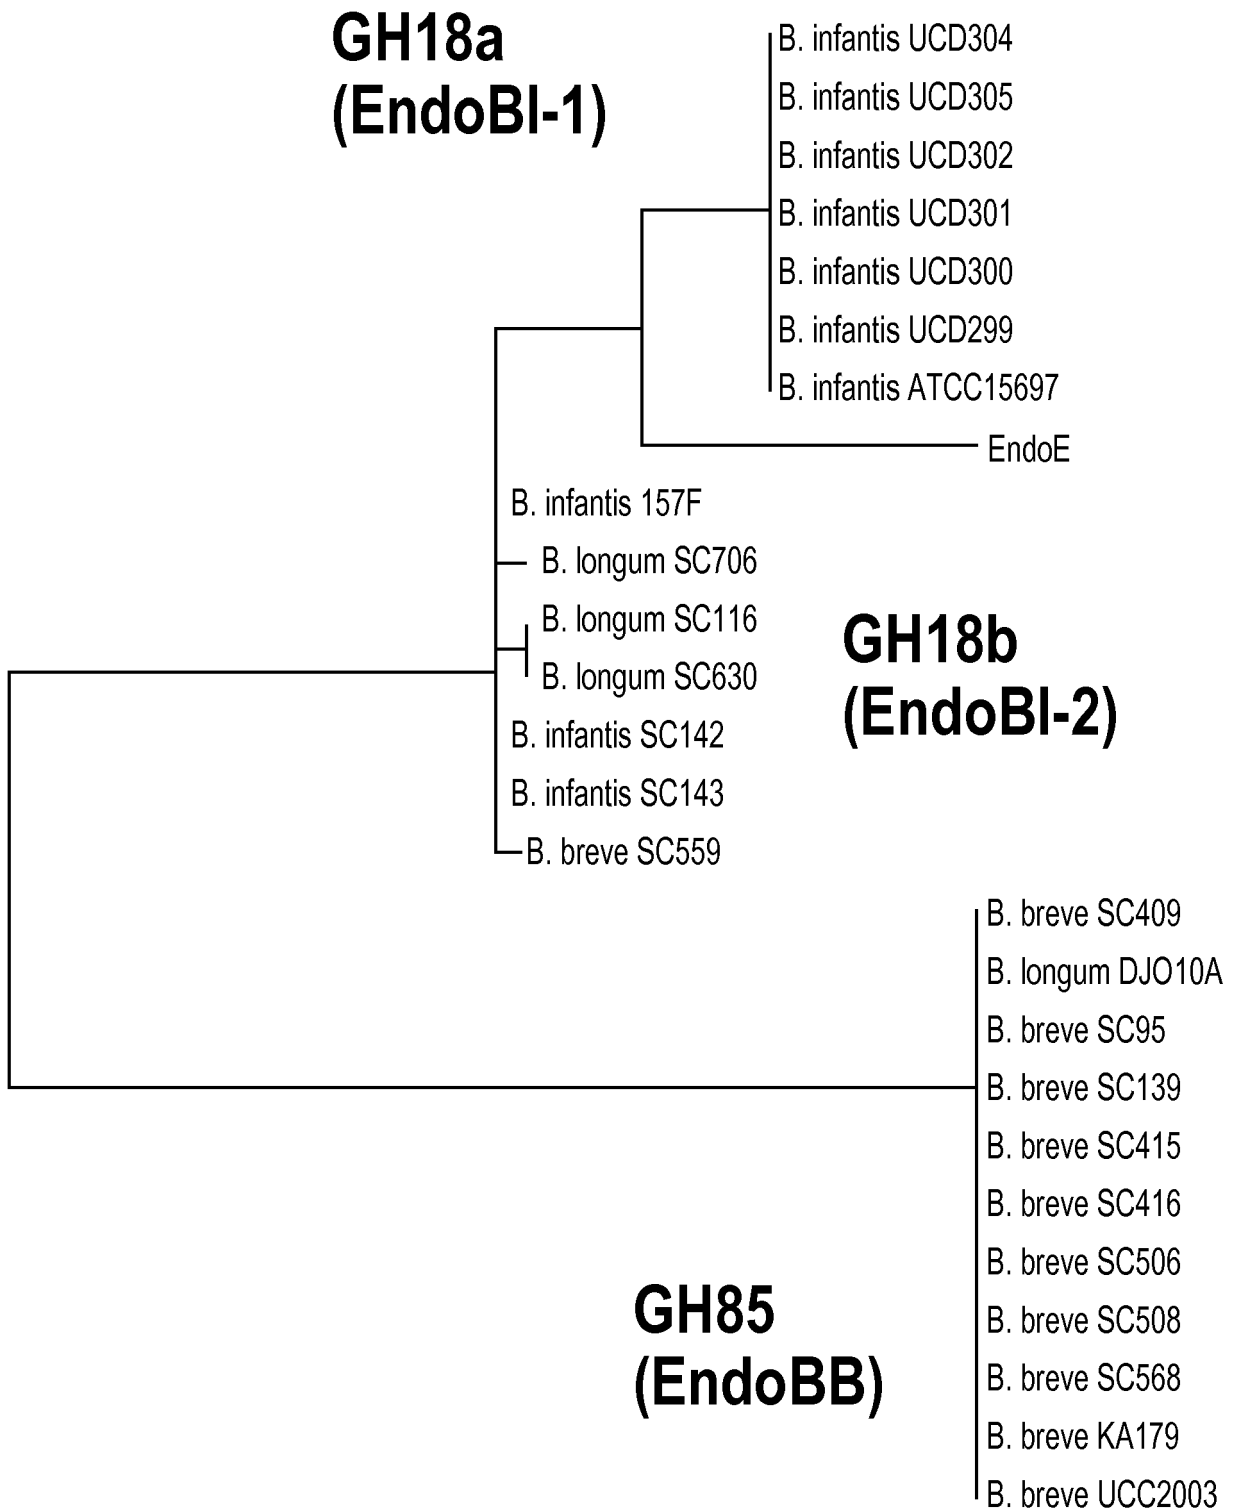 GH18a
(EndoBI-1)
B. infantis UCD304
B. infantis UCD305
B. infantis UCD302
B. infantis UCD301
B. infantis UCD300
B. infantis UCD299
B. infantis ATCC15697
EndoE
B. infantis 157F
B. longum SC706
B. longum SC116
B. longum SC630
B. infantis SC142
B. infantis SC143
B. breve SC559
GH18b
(EndoBI-2)
B. breve SC409
B. longum DJO10A
B. breve SC95
B. breve SC139
B. breve SC415
B. breve SC416
B. breve SC506
B. breve SC508
B. breve SC568
B. breve KA179
B. breve UCC2003
GH85
(EndoBB)